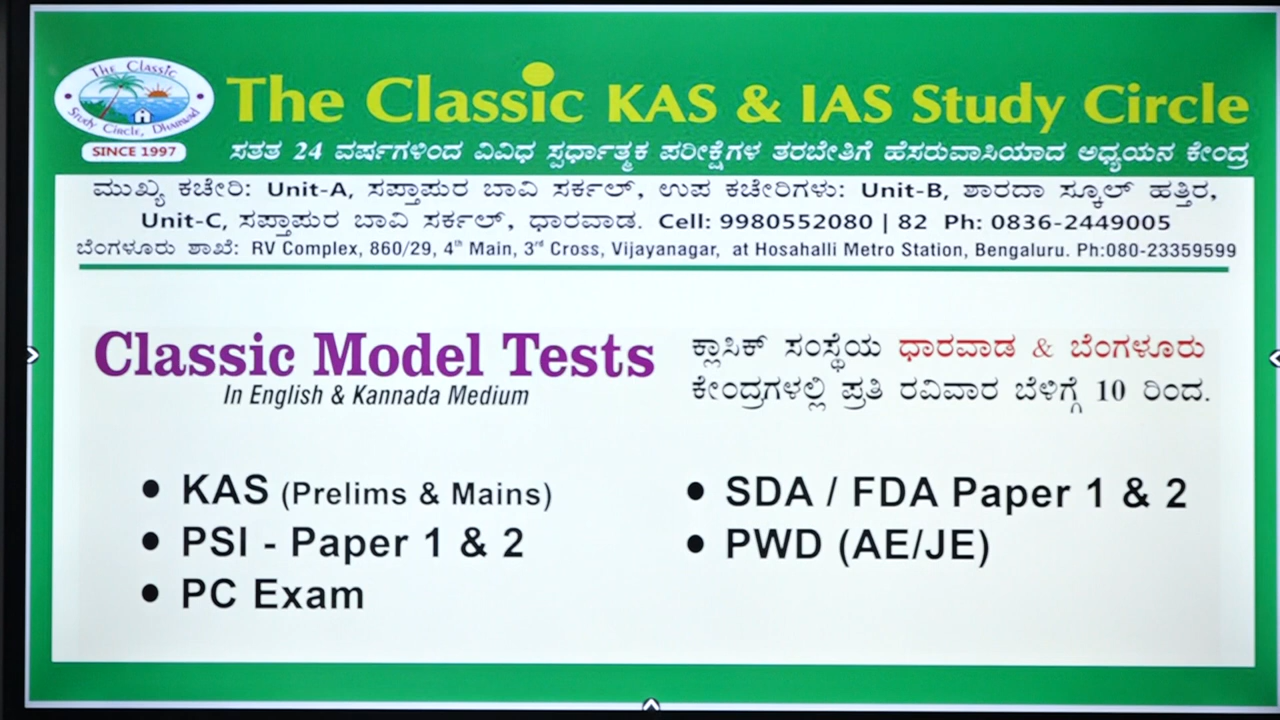 The Classic
Study Circle, Dharwad
SINCE 1997
The Classic KAS & IAS Study Circle
ಸತತ 24 ವರ್ಷಗಳಿಂದ ವಿವಿಧ ಸ್ಪರ್ಧಾತ್ಮಕ ಪರೀಕ್ಷೆಗಳ ತರಬೇತಿಗೆ ಹೆಸರುವಾಸಿಯಾದ ಅಧ್ಯಯನ ಕೇಂದ್ರ
ಮುಖ್ಯ ಕಚೇರಿ: Unit-A, ಸಪ್ತಾಪುರ ಬಾವಿ ಸರ್ಕಲ್, ಉಪ ಕಚೇರಿಗಳು: Unit-B, ಶಾರದಾ ಸ್ಕೂಲ್ ಹತ್ತಿರ,
Unit-C, ಸಪ್ತಾಪುರ ಬಾವಿ ಸರ್ಕಲ್, ಧಾರವಾಡ. Cell: 9980552080 | 82 Ph: 0836-2449005
ಬೆಂಗಳೂರು ಶಾಖೆ: RV Complex, 860/29, 4th Main, 3rd Cross, Vijayanagar, at Hosahalli Metro Station, Bengaluru. Ph:080-23359599
Classic Model Tests
In English & Kannada Medium
ಕ್ಲಾಸಿಕ್ ಸಂಸ್ಥೆಯ ಧಾರವಾಡ & ಬೆಂಗಳೂರು
ಕೇಂದ್ರಗಳಲ್ಲಿ ಪ್ರತಿ ರವಿವಾರ ಬೆಳಿಗ್ಗೆ 10 ರಿಂದ.
• KAS (Prelims & Mains)
• PSI - Paper 1 & 2
• PC Exam
• SDA / FDA Paper 1 & 2
• PWD (AE/JE)